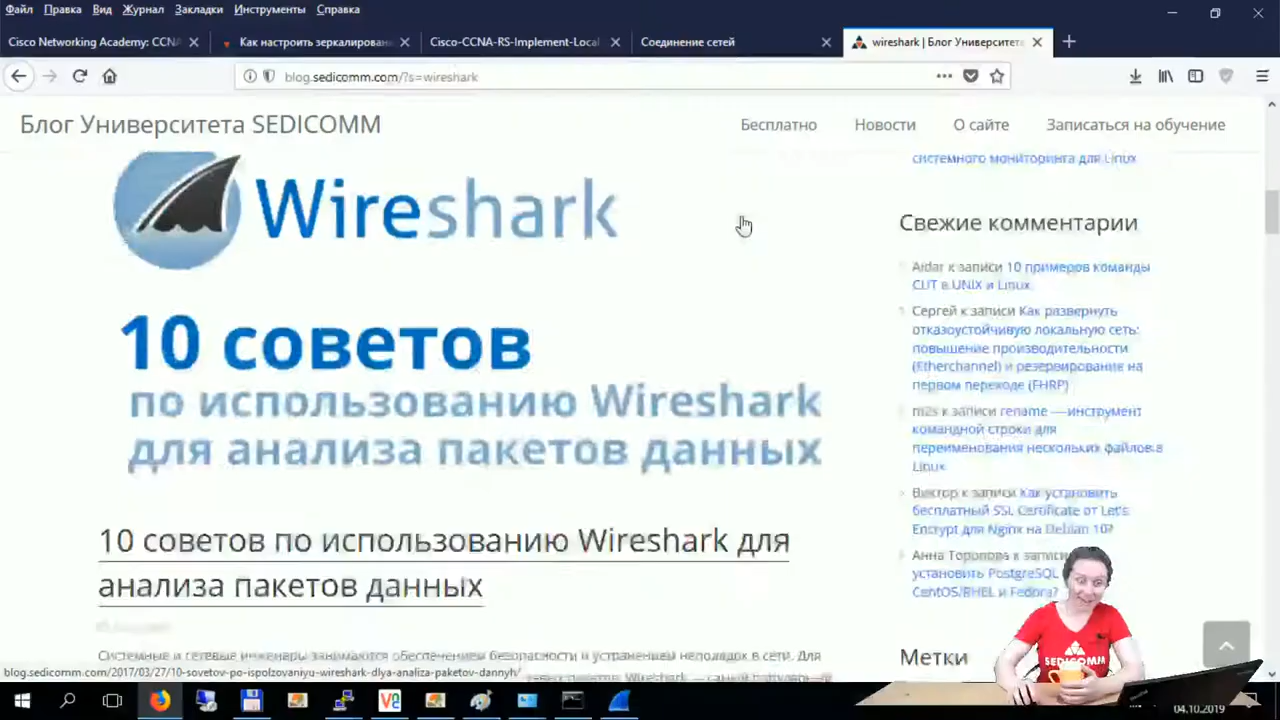 Файл Правка Вид Журнал Закладки Инструменты Справка
Cisco Networking Academy: CCNA
Как настроить зеркалирован
Cisco-CCNA-RS-Implement-Local
Соединение сетей
wireshark | Блог Университета
blog.sedicomm.com/?s=wireshark
Блог Университета SEDICOMM
Бесплатно Новости О сайте Записаться на обучение
Wireshark
10 советов
по использованию Wireshark
для анализа пакетов данных
10 советов по использованию Wireshark для
анализа пакетов данных
Системные и сетевые инженеры занимаются обеспечением безопасности и устранением неполадок в сети. Для
системного мониторинга для Linux
Свежие комментарии
Aidar к записи 10 примеров команды
CUT в UNIX и Linux
Сергей к записи Как развернуть
отказоустойчивую локальную сеть:
повышение производительности
(Etherchannel) и резервирование на
первом переходе (FHRP)
m2s к записи rename — инструмент
командной строки для
переименования нескольких файлов в
Linux
Виктор к записи Как установить
бесплатный SSL Certificate от Let's
Encrypt для Nginx на Debian 10?
Анна Торопова к записи
установить PostgreSQL
CentOS/RHEL и Fedora?
Метки
SEDICOMM
blog.sedicomm.com/2017/03/27/10-sovetov-po-ispolzovaniyu-wireshark-dlya-analiza-paketov-dannyh/
04.10.2019